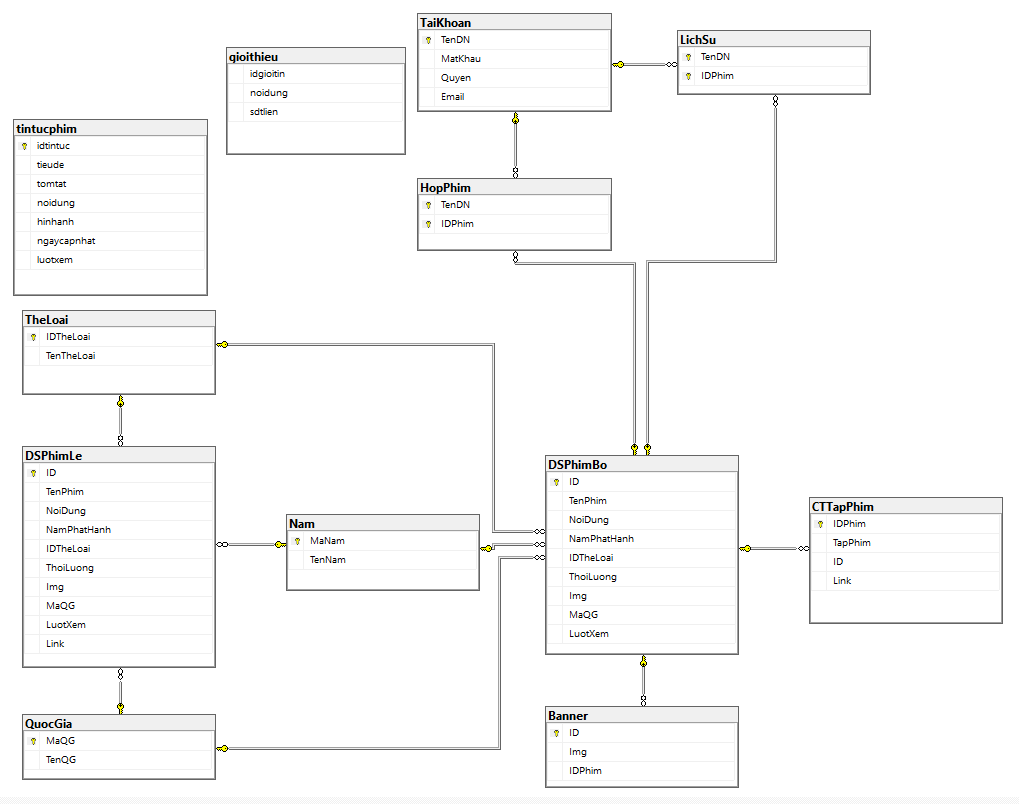 TaiKhoan
TenDN
MatKhau
Quyen
Email
LichSu
TenDN
IDPhim
gioithieu
idgioitin
noidung
sdtlien
tintucphim
idtintuc
tieude
tomtat
noidung
hinhanh
ngaycapnhat
luotxem
HopPhim
TenDN
IDPhim
TheLoai
IDTheLoai
TenTheLoai
DSPhimLe
ID
TenPhim
NoiDung
NamPhatHanh
IDTheLoai
ThoiLuong
Img
MaQG
LuotXem
Link
Nam
MaNam
TenNam
DSPhimBo
ID
TenPhim
NoiDung
NamPhatHanh
IDTheLoai
ThoiLuong
Img
MaQG
LuotXem
CTTapPhim
IDPhim
TapPhim
ID
Link
QuocGia
MaQG
TenQG
Banner
ID
Img
IDPhim